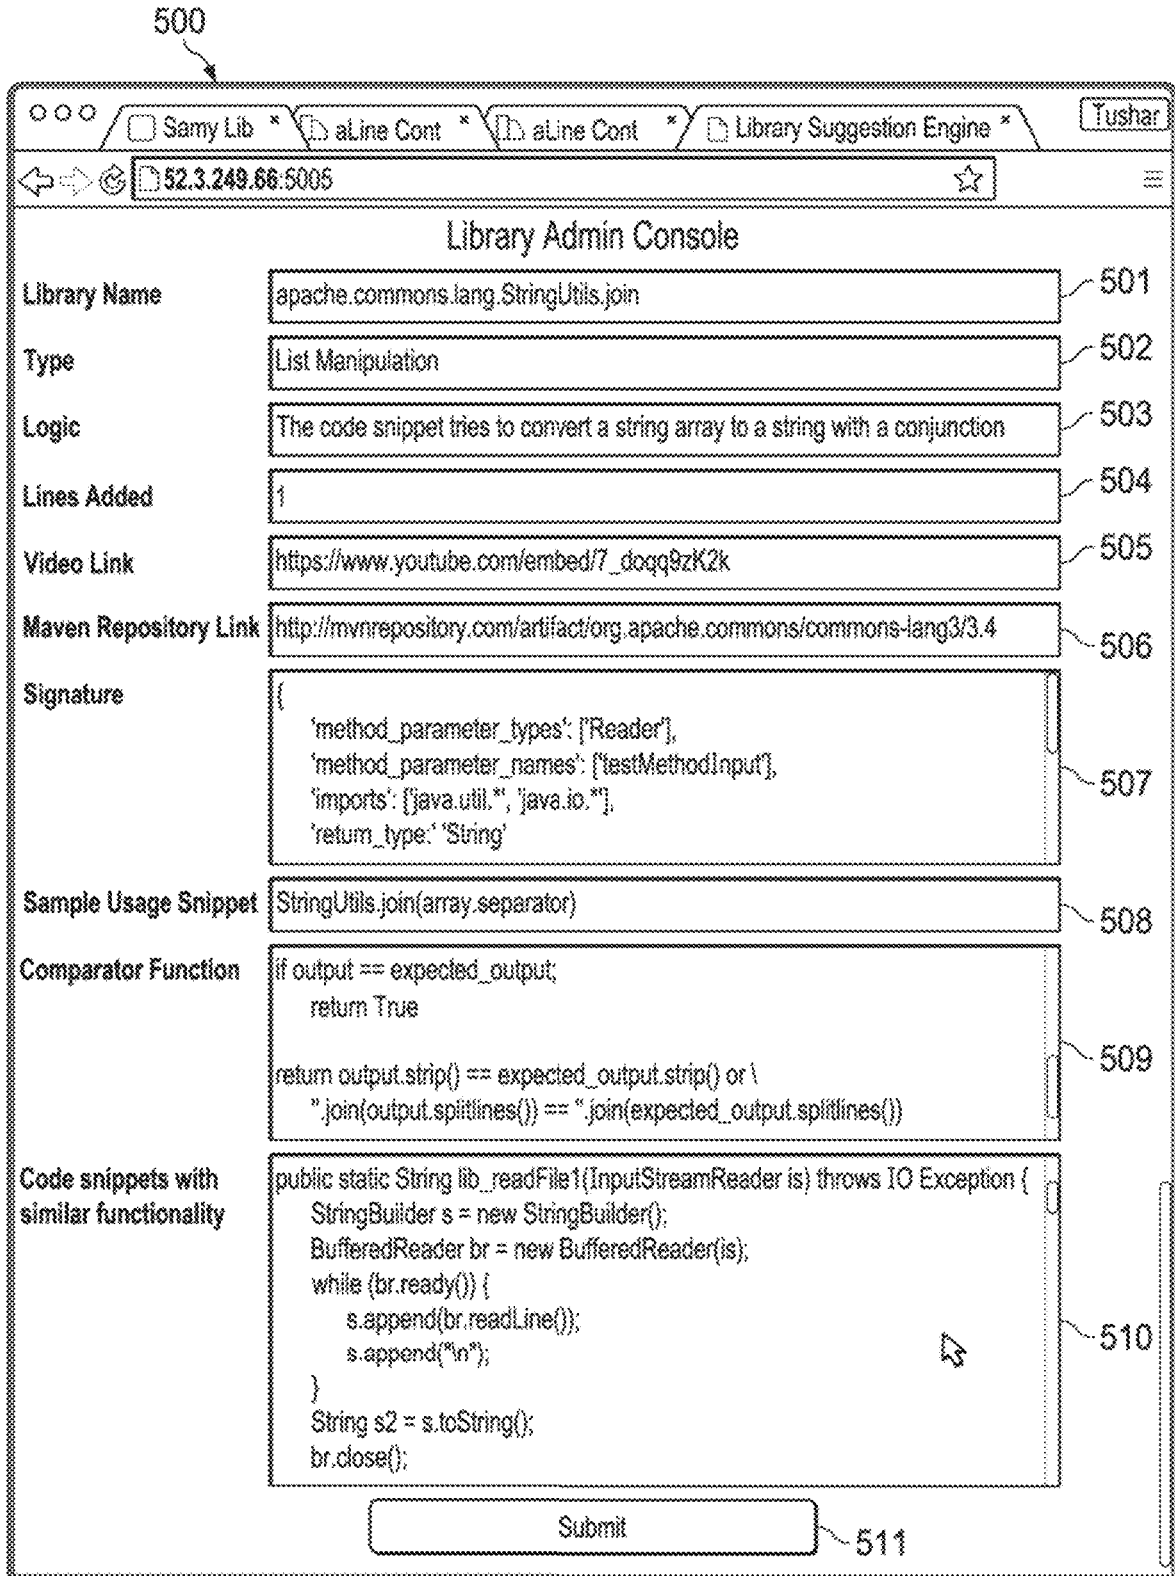 500
Samy Lib × aLine Cont × aLine Cont × Library Suggestion Engine × Tushar
52.3.249.66:5005
Library Admin Console
Library Name apache.commons.lang.StringUtils.join 501
Type List Manipulation 502
Logic The code snippet tries to convert a string array to a string with a conjunction 503
Lines Added 1 504
Video Link https://www.youtube.com/embed/7_doqq9zK2k 505
Maven Repository Link http://mvnrepository.com/artifact/org.apache.commons/commons-lang3/3.4 506
Signature {
'method_parameter_types': ['Reader'],
'method_parameter_names': ['testMethodInput'],
'imports': ['java.util.*', 'java.io.*'],
'return_type:' 'String'
507
Sample Usage Snippet StringUtils.join(array.separator) 508
Comparator Function if output == expected_output;
return True
return output.strip() == expected_output.strip() or \
''.join(output.splitlines()) == ''.join(expected_output.splitlines())
509
Code snippets with
similar functionality
public static String lib_readFile1(InputStreamReader is) throws IO Exception {
StringBuilder s = new StringBuilder();
BufferedReader br = new BufferedReader(is);
while (br.ready()) {
s.append(br.readLine());
s.append("\n");
}
String s2 = s.toString();
br.close();
510
Submit 511